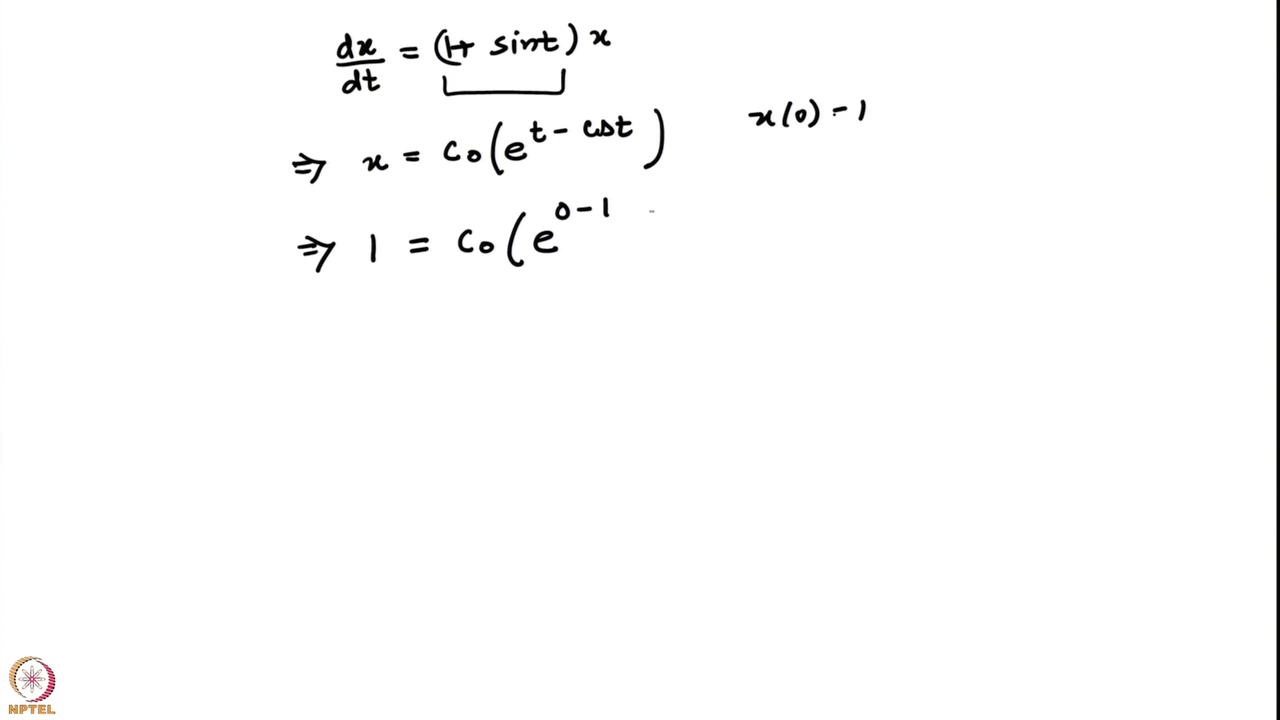 dx/dt = (1+ sint) x
x(0) - 1
⇒ x = C₀(e^{t - cost})
⇒ 1 = C₀(e^{0-1}
NPTEL